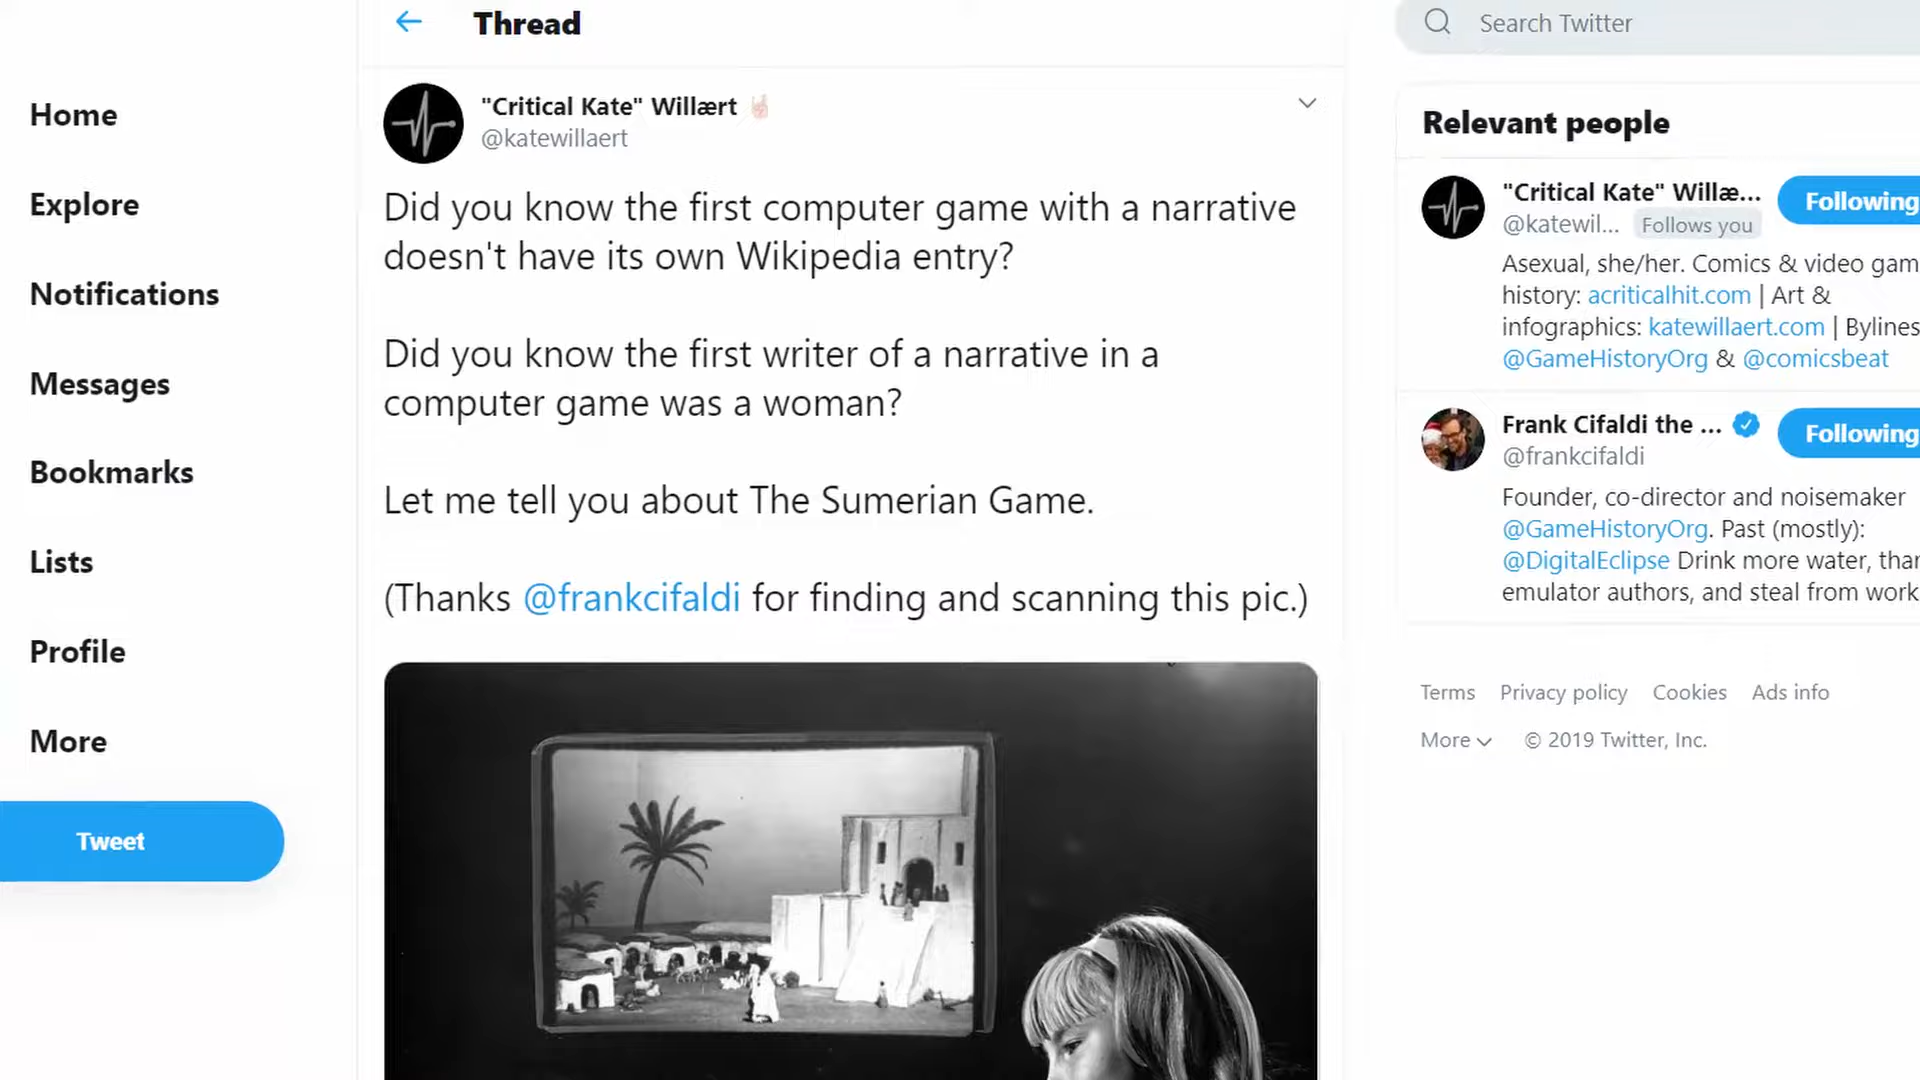 Thread
Search Twitter
Home
Explore
Notifications
Messages
Bookmarks
Lists
Profile
More
Tweet
"Critical Kate" Willært 🤘🏻
@katewillaert
Did you know the first computer game with a narrative
doesn't have its own Wikipedia entry?
Did you know the first writer of a narrative in a
computer game was a woman?
Let me tell you about The Sumerian Game.
(Thanks @frankcifaldi for finding and scanning this pic.)
Relevant people
"Critical Kate" Willæ...
Following
@katewil... Follows you
Asexual, she/her. Comics & video gam
history: acriticalhit.com | Art &
infographics: katewillaert.com | Bylines
@GameHistoryOrg & @comicsbeat
Frank Cifaldi the ...
Following
@frankcifaldi
Founder, co-director and noisemaker
@GameHistoryOrg. Past (mostly):
@DigitalEclipse Drink more water, than
emulator authors, and steal from work
Terms Privacy policy Cookies Ads info
More © 2019 Twitter, Inc.